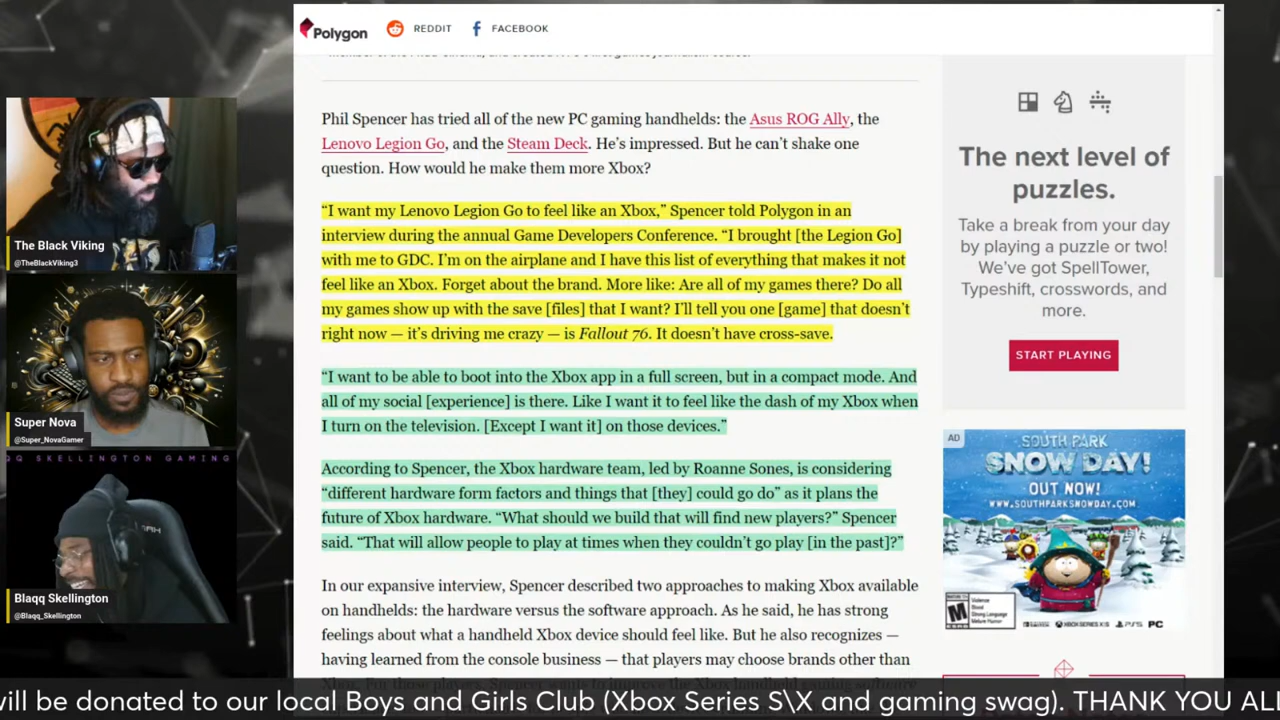 Polygon
REDDIT
FACEBOOK
Phil Spencer has tried all of the new PC gaming handhelds: the Asus ROG Ally, the
Lenovo Legion Go, and the Steam Deck. He’s impressed. But he can’t shake one
question. How would he make them more Xbox?
“I want my Lenovo Legion Go to feel like an Xbox,” Spencer told Polygon in an
interview during the annual Game Developers Conference. “I brought [the Legion Go]
with me to GDC. I’m on the airplane and I have this list of everything that makes it not
feel like an Xbox. Forget about the brand. More like: Are all of my games there? Do all
my games show up with the save [files] that I want? I’ll tell you one [game] that doesn’t
right now — it’s driving me crazy — is Fallout 76. It doesn’t have cross-save.
“I want to be able to boot into the Xbox app in a full screen, but in a compact mode. And
all of my social [experience] is there. Like I want it to feel like the dash of my Xbox when
I turn on the television. [Except I want it] on those devices.”
According to Spencer, the Xbox hardware team, led by Roanne Sones, is considering
“different hardware form factors and things that [they] could go do” as it plans the
future of Xbox hardware. “What should we build that will find new players?” Spencer
said. “That will allow people to play at times when they couldn’t go play [in the past]?”
In our expansive interview, Spencer described two approaches to making Xbox available
on handhelds: the hardware versus the software approach. As he said, he has strong
feelings about what a handheld Xbox device should feel like. But he also recognizes —
having learned from the console business — that players may choose brands other than
The next level of
puzzles.
Take a break from your day
by playing a puzzle or two!
We’ve got SpellTower,
Typeshift, crosswords, and
more.
START PLAYING
AD
SOUTH PARK
SNOW DAY!
OUT NOW!
WWW.SOUTHPARKSNOWDAY.COM
M
Violence
Blood
Strong Language
Mature Humor
SWITCH
XBOX SERIES X|S
PS5
PC
The Black Viking
@TheBlackViking3
Super Nova
@Super_NovaGamer
QQ SKELLINGTON GAMING
Blaqq Skellington
@Blaqq_Skellington
will be donated to our local Boys and Girls Club (Xbox Series S\X and gaming swag). THANK YOU ALL